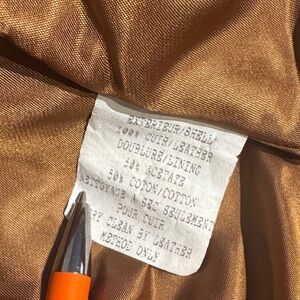 EXTERIEUR/SHELL
100% CUIR/LEATHER
DOUBLURE/LINING
50% ACETATE
50% COTON/COTTON
NETTOYAGE A SEC SEULEMENT
POUR CUIR
DRY CLEAN BY LEATHER
METHOD ONLY